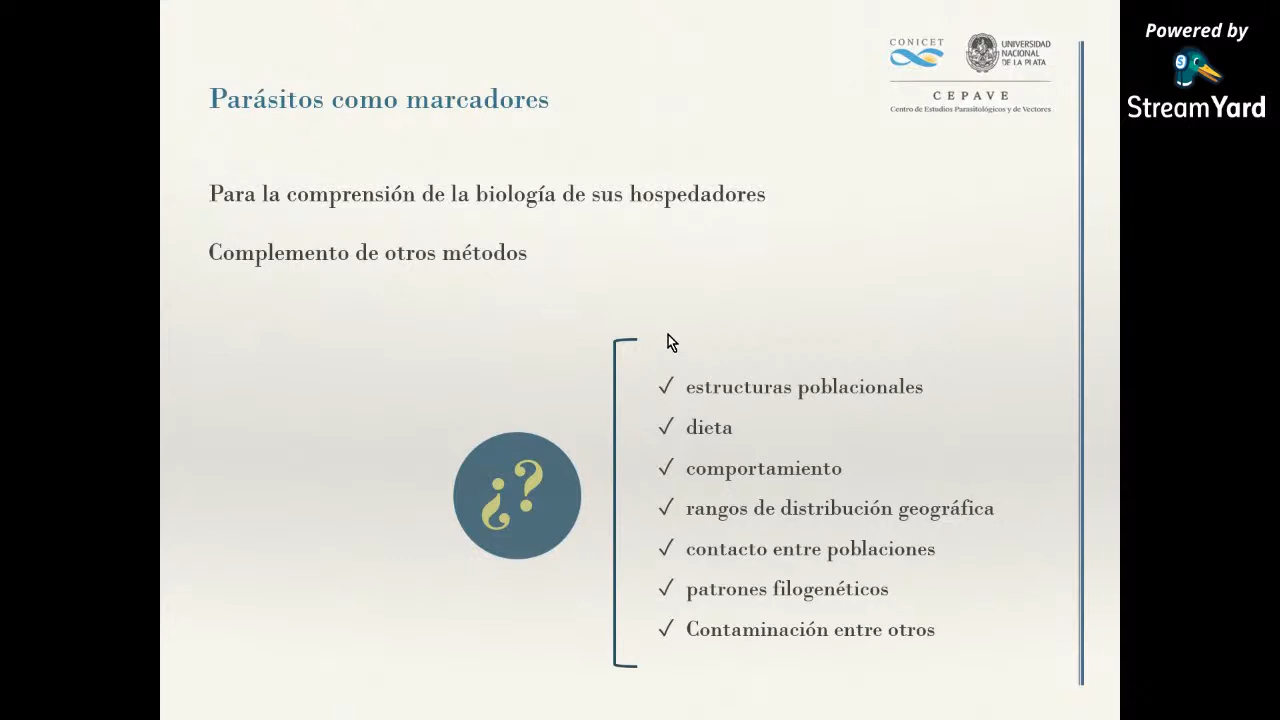 Powered by
StreamYard
CONICET
UNIVERSIDAD
NACIONAL
DE LA PLATA
CEPAVE
Centro de Estudios Parasitológicos y de Vectores
Parásitos como marcadores
Para la comprensión de la biología de sus hospedadores
Complemento de otros métodos
¿?
✓ estructuras poblacionales
✓ dieta
✓ comportamiento
✓ rangos de distribución geográfica
✓ contacto entre poblaciones
✓ patrones filogenéticos
✓ Contaminación entre otros